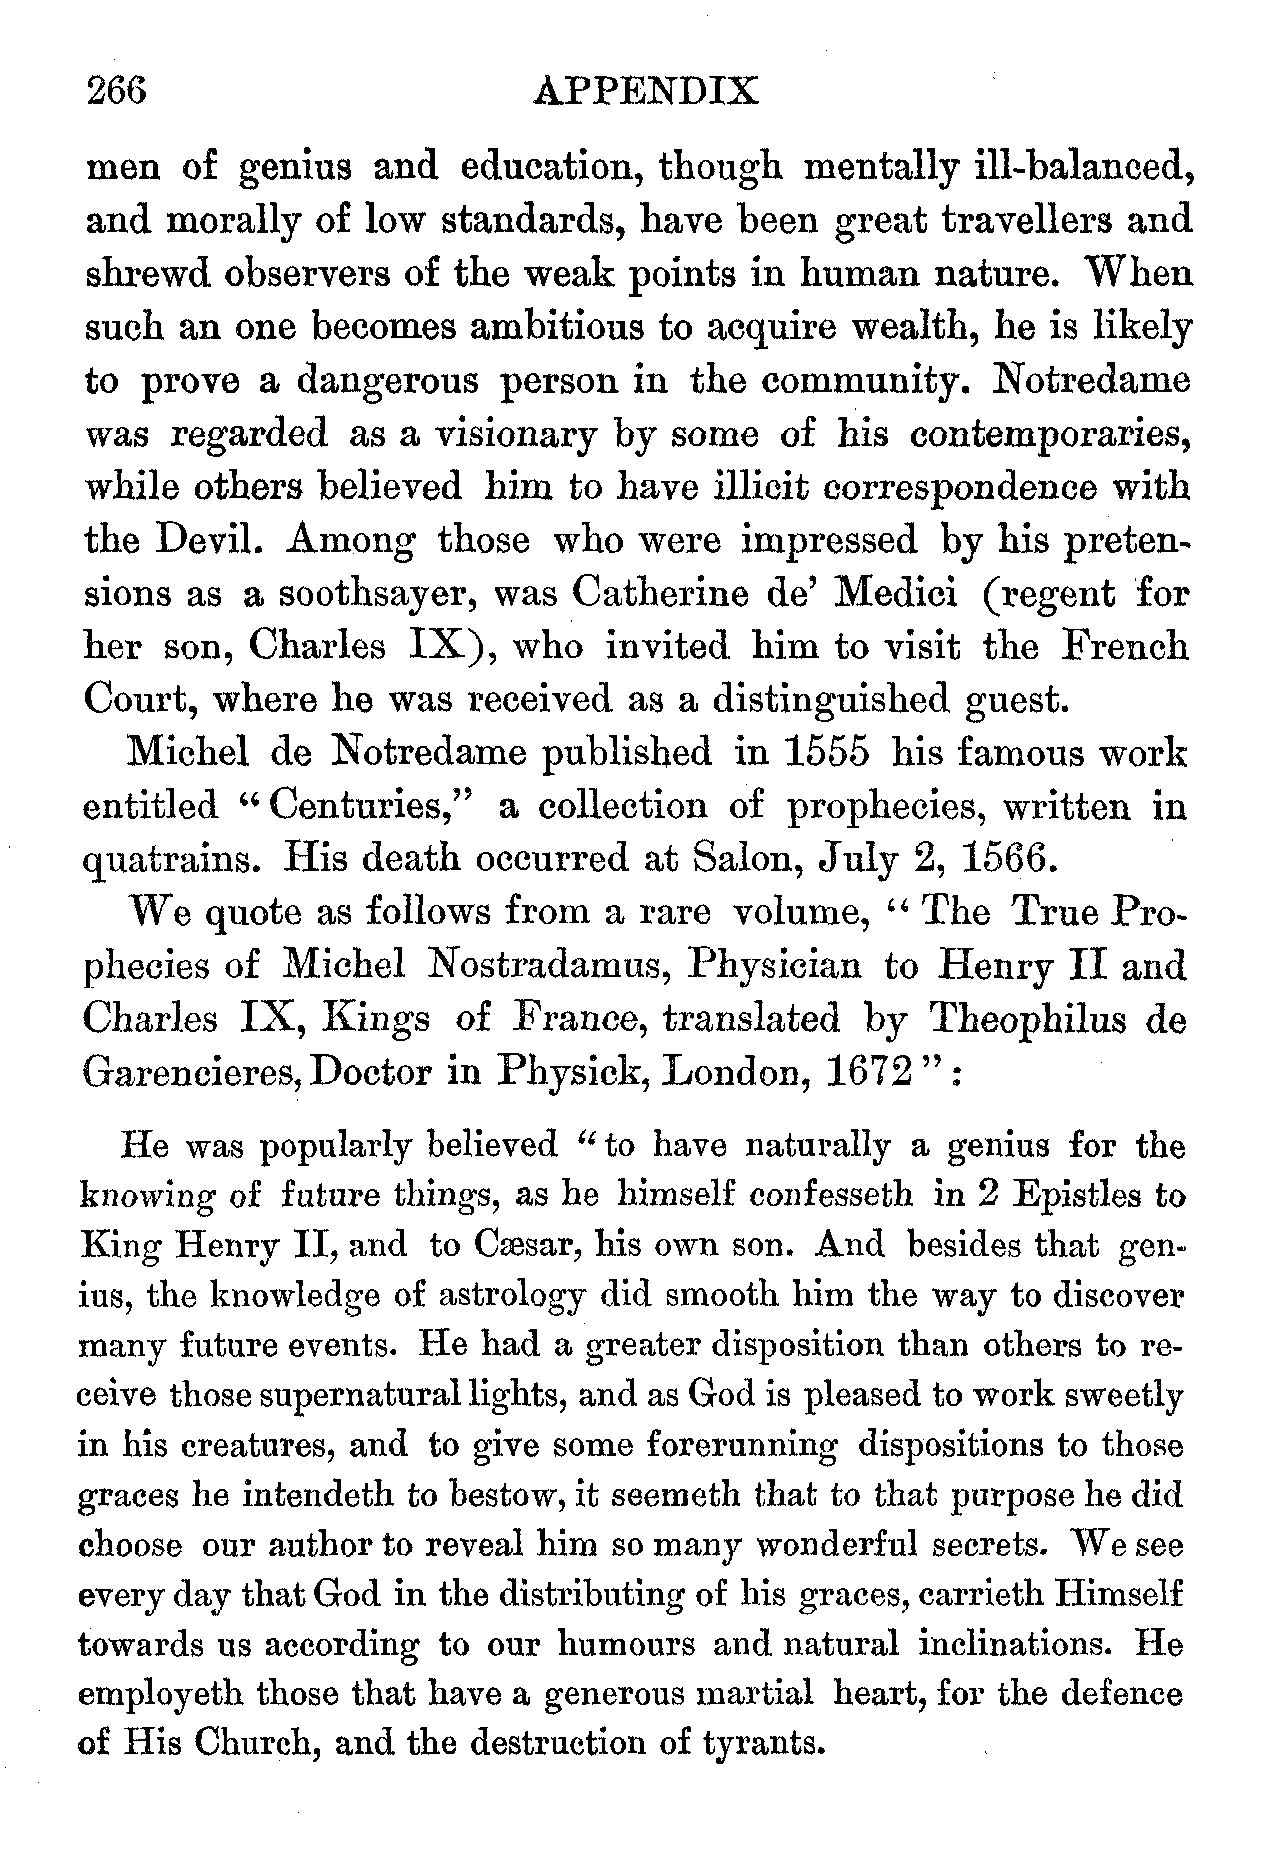 266 APPENDIX
men of genius and education, though mentally ill-balanced,
and morally of low standards, have been great travellers and
shrewd observers of the weak points in human nature. When
such an one becomes ambitious to acquire wealth, he is likely
to prove a dangerous person in the community. Notredame
was regarded as a visionary by some of his contemporaries,
while others believed him to have illicit correspondence with
the Devil. Among those who were impressed by his preten-
sions as a soothsayer, was Catherine de' Medici (regent for
her son, Charles IX), who invited him to visit the French
Court, where he was received as a distinguished guest.
Michel de Notredame published in 1555 his famous work
entitled “Centuries,” a collection of prophecies, written in
quatrains. His death occurred at Salon, July 2, 1566.
We quote as follows from a rare volume, “The True Pro-
phecies of Michel Nostradamus, Physician to Henry II and
Charles IX, Kings of France, translated by Theophilus de
Garencieres, Doctor in Physick, London, 1672”:
He was popularly believed “to have naturally a genius for the
knowing of future things, as he himself confesseth in 2 Epistles to
King Henry II, and to Cæsar, his own son. And besides that gen-
ius, the knowledge of astrology did smooth him the way to discover
many future events. He had a greater disposition than others to re-
ceive those supernatural lights, and as God is pleased to work sweetly
in his creatures, and to give some forerunning dispositions to those
graces he intendeth to bestow, it seemeth that to that purpose he did
choose our author to reveal him so many wonderful secrets. We see
every day that God in the distributing of his graces, carrieth Himself
towards us according to our humours and natural inclinations. He
employeth those that have a generous martial heart, for the defence
of His Church, and the destruction of tyrants.